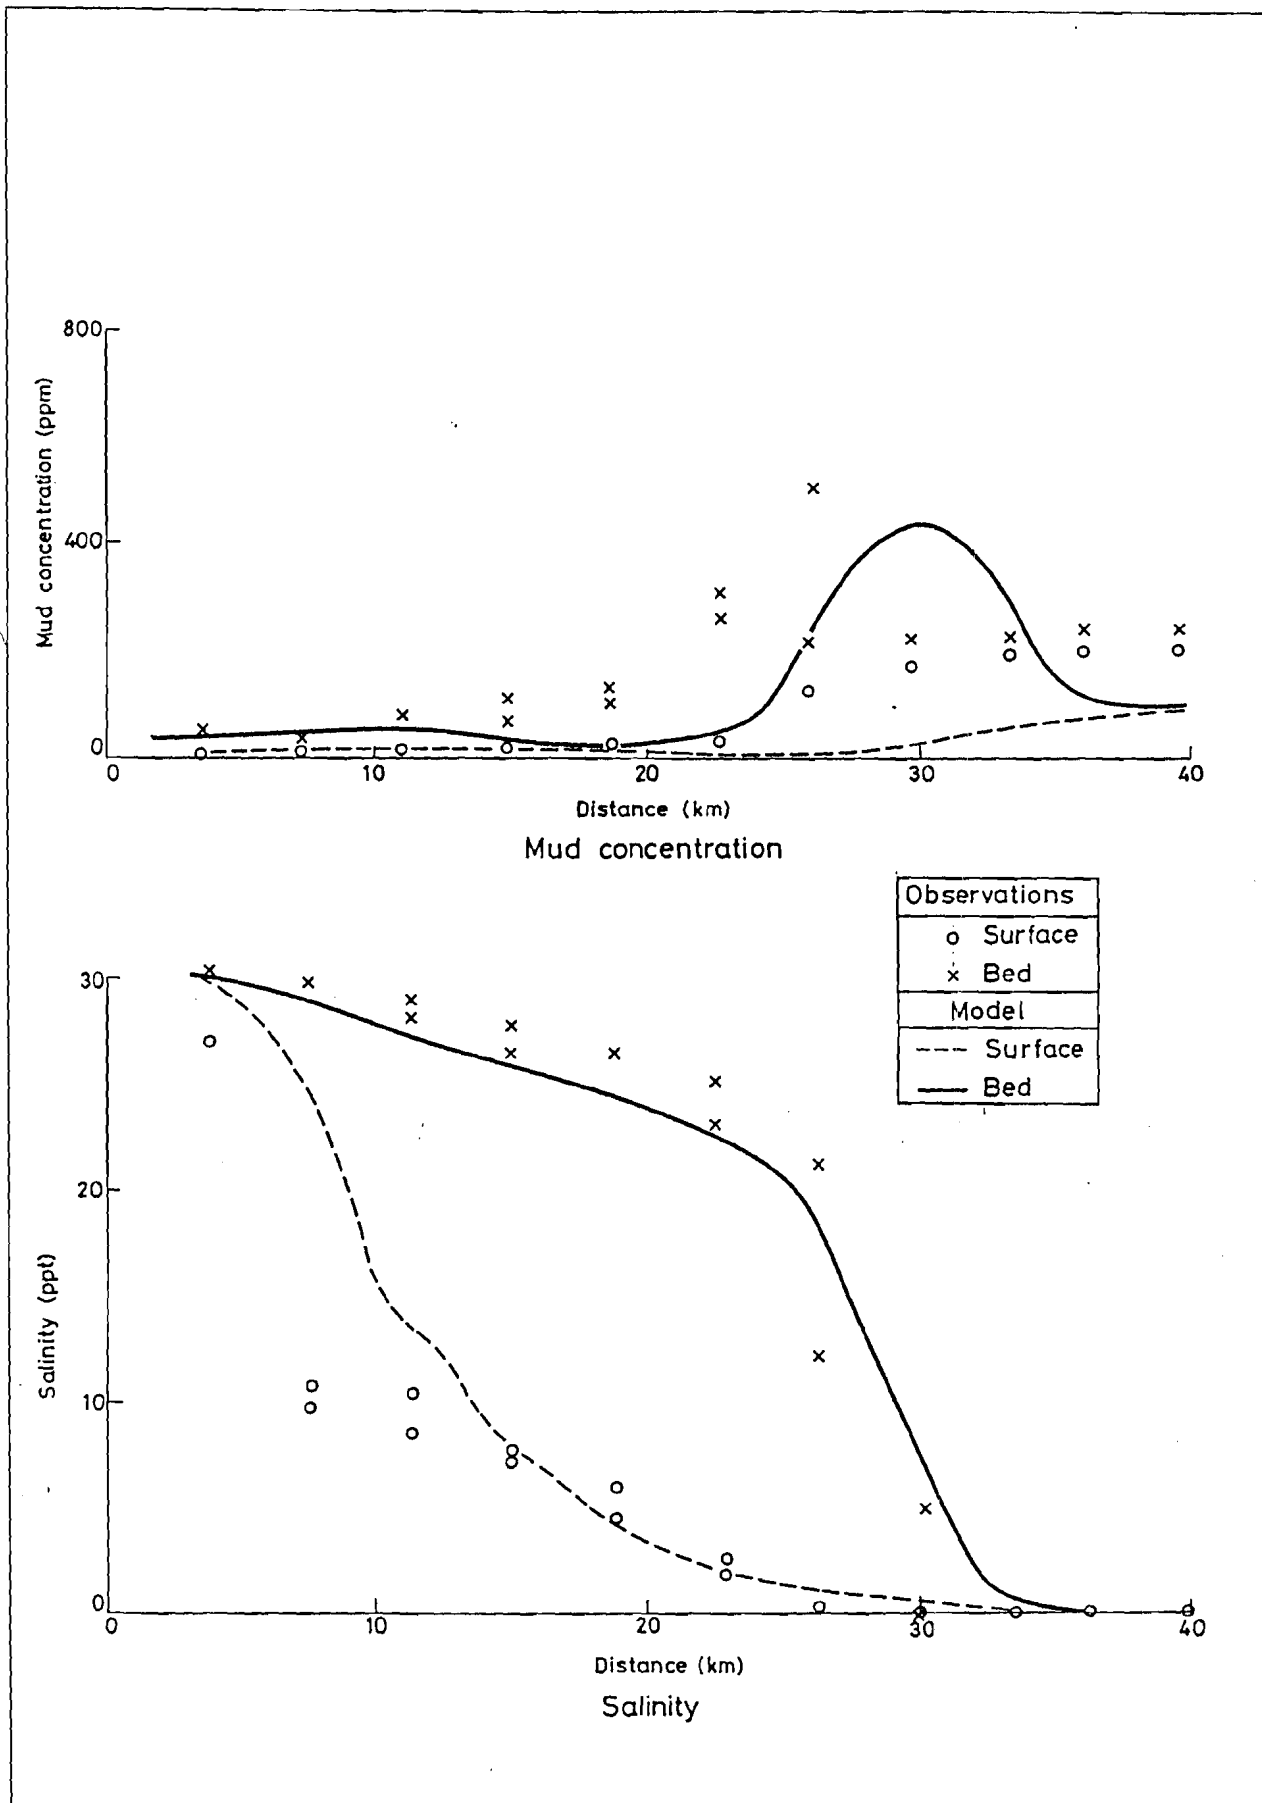 800
400
0
Mud concentration (ppm)
0 10 20 30 40
Distance (km)
Mud concentration
Observations
o Surface
x Bed
Model
--- Surface
— Bed
30
20
10
0
Salinity (ppt)
0 10 20 30 40
Distance (km)
Salinity